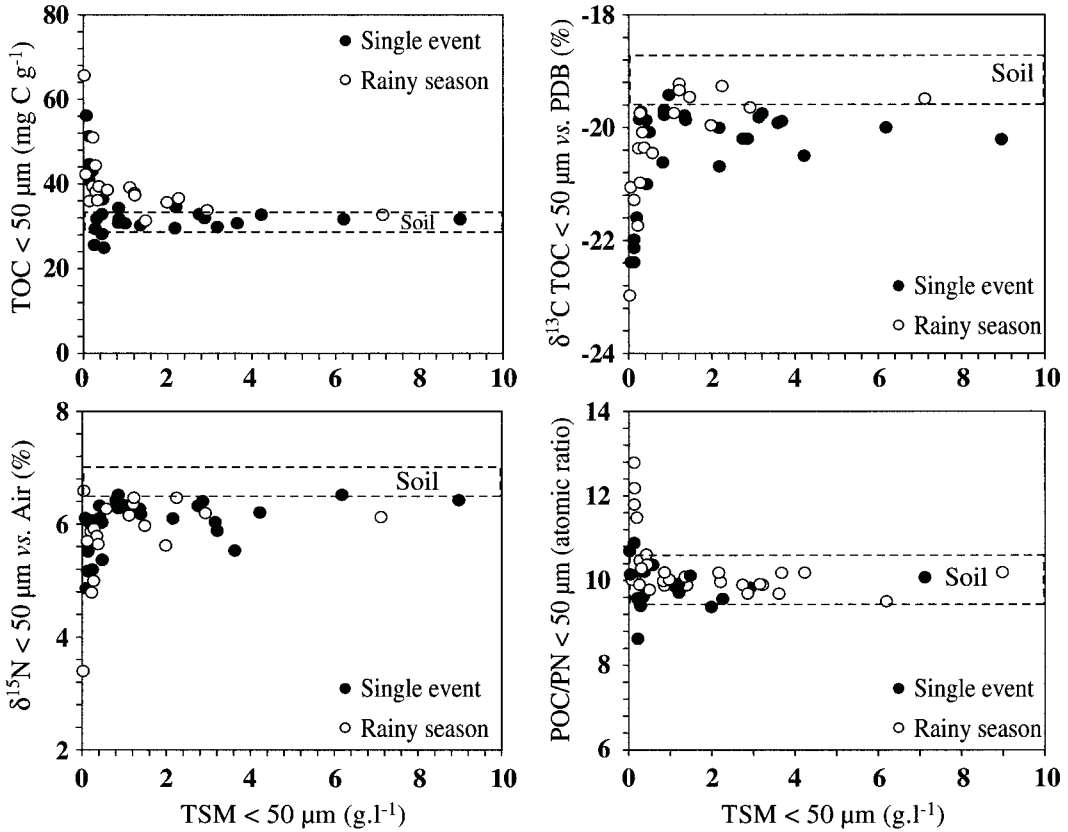 TOC < 50 µm (mg C g-1)
80
60
40
20
0
Single event
Rainy season
Soil
0 2 4 6 8 10
δ13C TOC < 50 µm vs. PDB (%)
-18
-20
-22
-24
Soil
Single event
Rainy season
0 2 4 6 8 10
δ15N < 50 µm vs. Air (%)
8
6
4
2
Soil
Single event
Rainy season
0 2 4 6 8 10
TSM < 50 µm (g.l-1)
POC/PN < 50 µm (atomic ratio)
14
12
10
8
6
Soil
Single event
Rainy season
0 2 4 6 8 10
TSM < 50 µm (g.l-1)